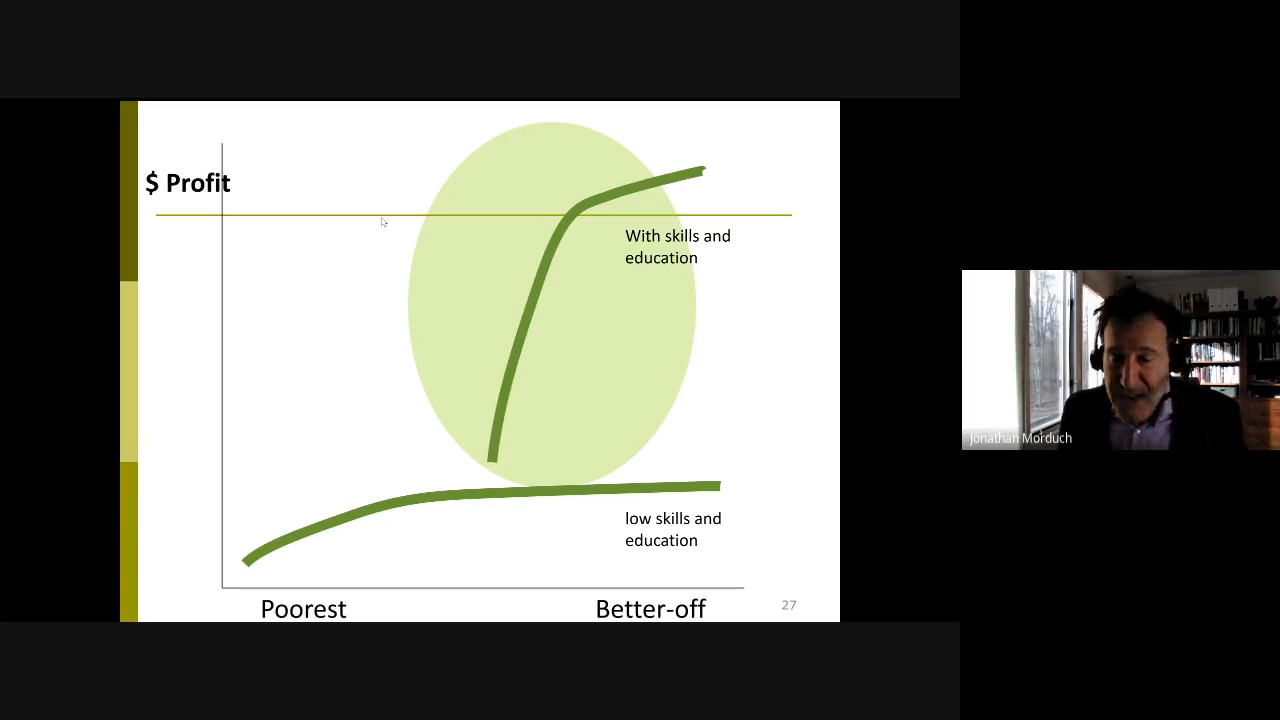 $ Profit
With skills and
education
low skills and
education
Poorest
Better-off
27
Jonathan Morduch